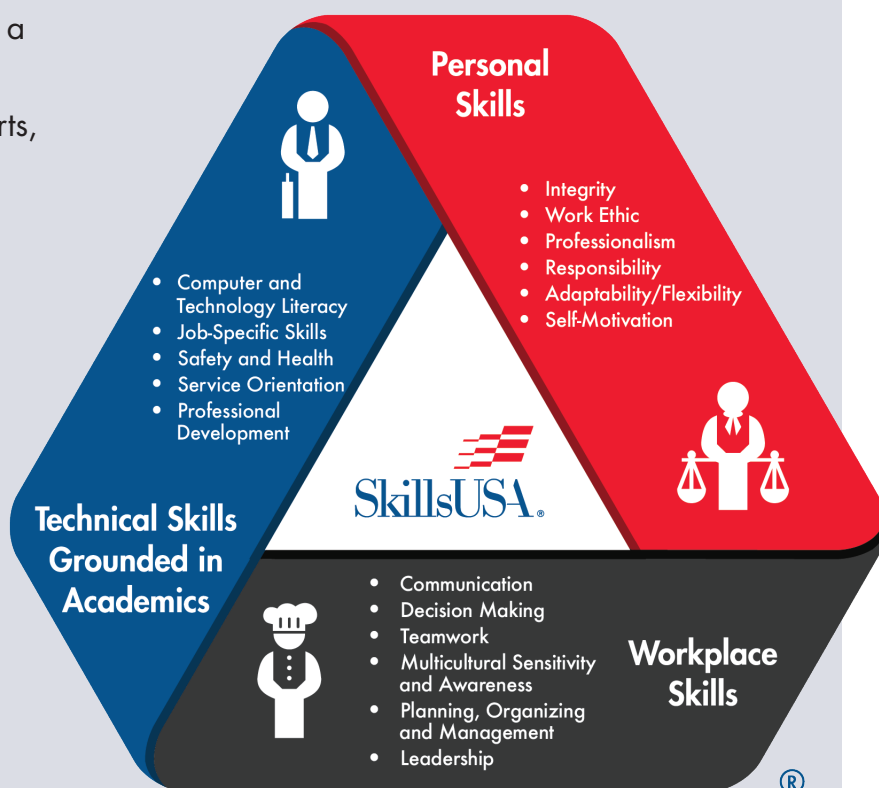 a
rts,
Personal
Skills
• Integrity
• Work Ethic
• Professionalism
• Responsibility
• Adaptability/Flexibility
• Self-Motivation
• Computer and
Technology Literacy
• Job-Specific Skills
• Safety and Health
• Service Orientation
• Professional
Development
Technical Skills
Grounded in
Academics
SkillsUSA®
• Communication
• Decision Making
• Teamwork
• Multicultural Sensitivity
and Awareness
• Planning, Organizing
and Management
• Leadership
Workplace
Skills
®